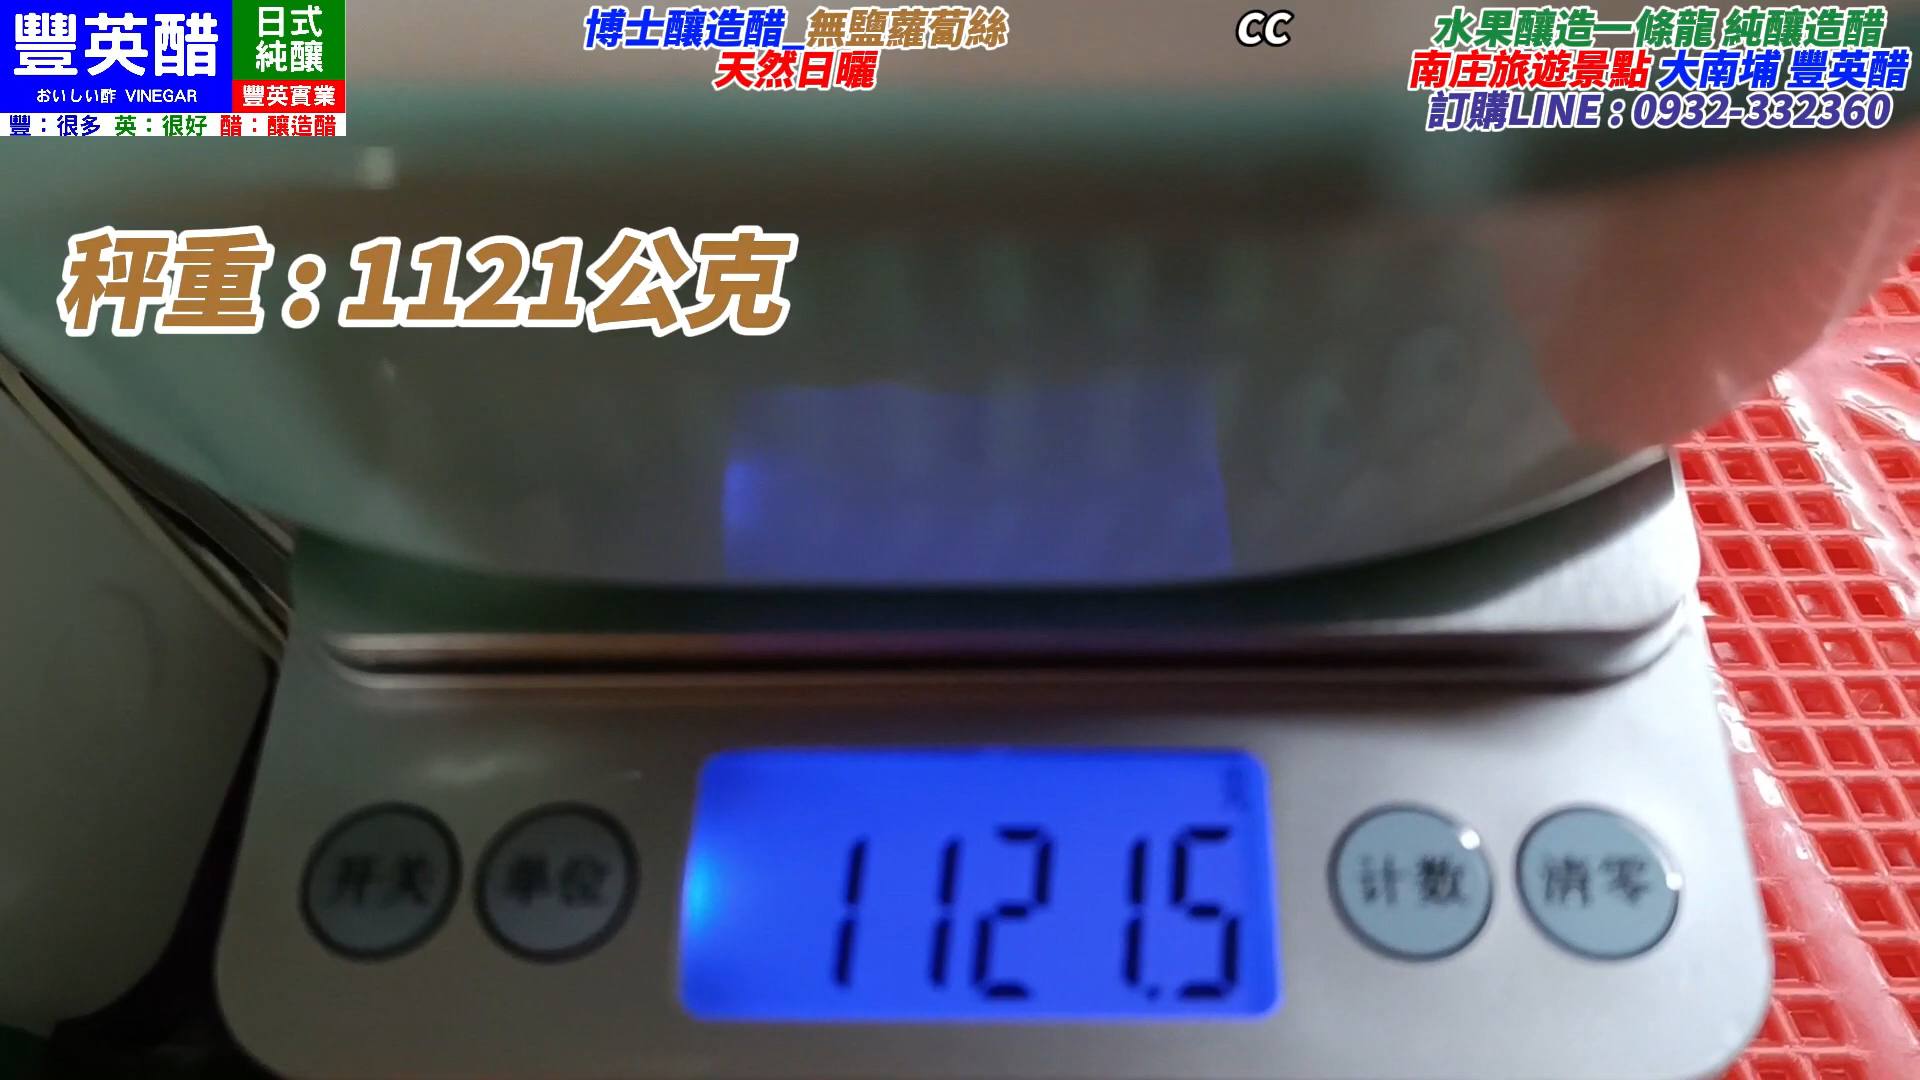 豐英醋
日式
純釀
おいしい酢 VINEGAR
豐英實業
豐：很多 英：很好 醋：釀造醋
博士釀造醋_無鹽蘿蔔絲
天然日曬
CC
水果釀造一條龍 純釀造醋
南庄旅遊景點 大南埔 豐英醋
訂購LINE : 0932-332360
秤重 : 1121公克
克
开关
单位
1121.5
计数
清零